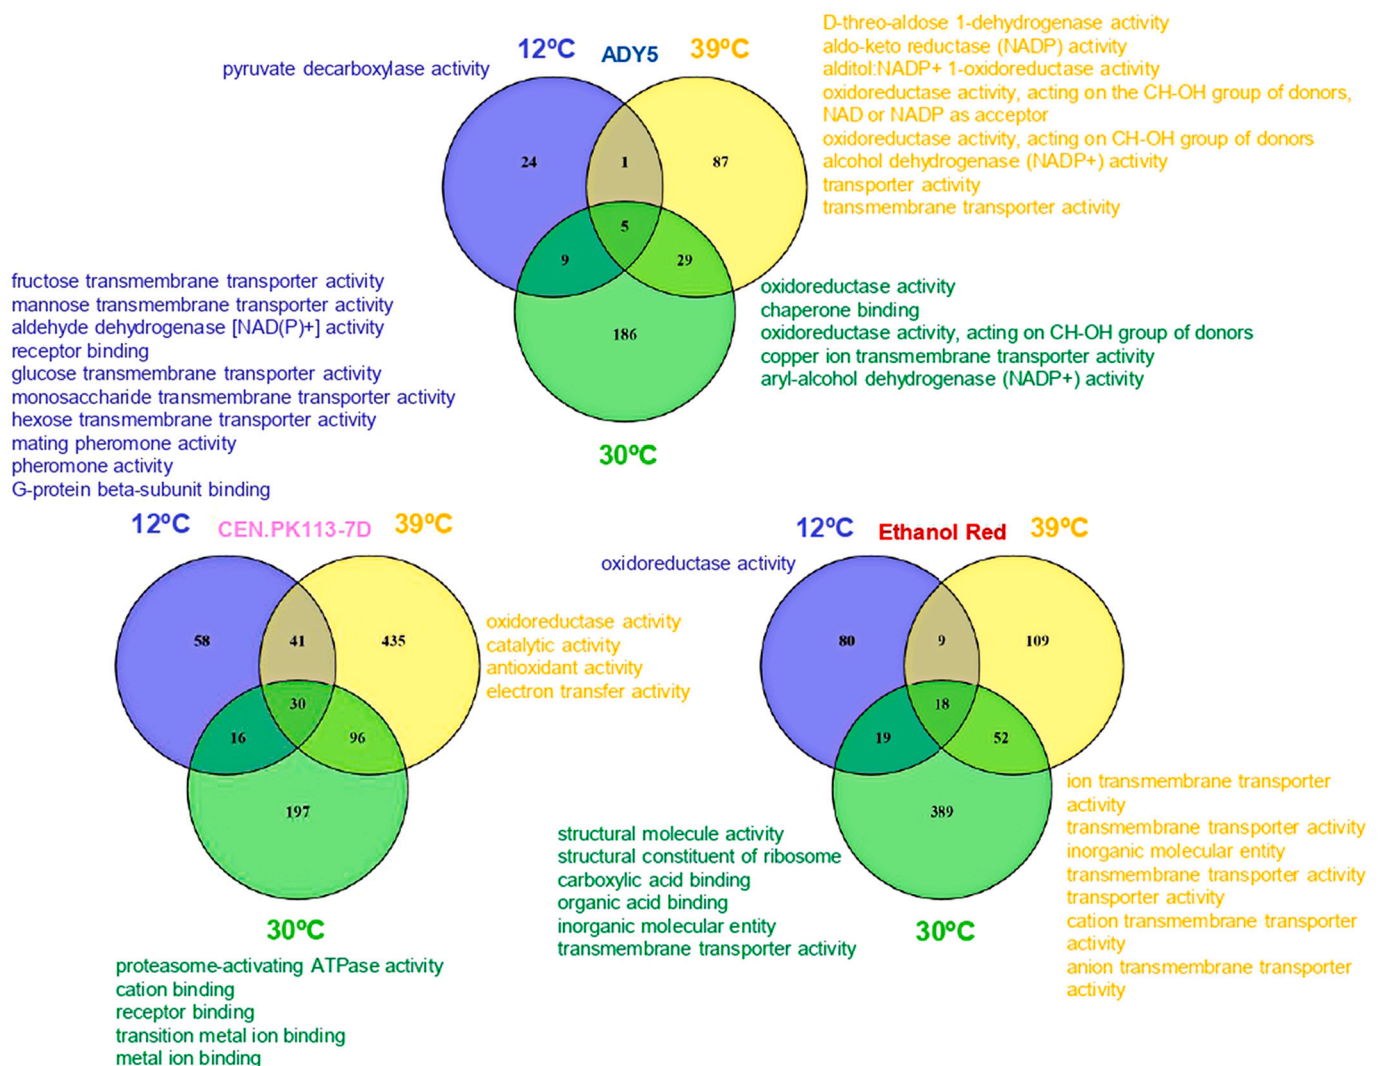 12ºC
ADY5
39ºC
pyruvate decarboxylase activity
D-threo-aldose 1-dehydrogenase activity
aldo-keto reductase (NADP) activity
alditol:NADP+ 1-oxidoreductase activity
oxidoreductase activity, acting on the CH-OH group of donors,
NAD or NADP as acceptor
oxidoreductase activity, acting on CH-OH group of donors
alcohol dehydrogenase (NADP+) activity
transporter activity
transmembrane transporter activity
24
1
87
5
9
29
186
30ºC
oxidoreductase activity
chaperone binding
oxidoreductase activity, acting on CH-OH group of donors
copper ion transmembrane transporter activity
aryl-alcohol dehydrogenase (NADP+) activity
fructose transmembrane transporter activity
mannose transmembrane transporter activity
aldehyde dehydrogenase [NAD(P)+] activity
receptor binding
glucose transmembrane transporter activity
monosaccharide transmembrane transporter activity
hexose transmembrane transporter activity
mating pheromone activity
pheromone activity
G-protein beta-subunit binding
12ºC
CEN.PK113-7D
39ºC
58
41
435
30
16
96
197
30ºC
oxidoreductase activity
catalytic activity
antioxidant activity
electron transfer activity
proteasome-activating ATPase activity
cation binding
receptor binding
transition metal ion binding
metal ion binding
12ºC
Ethanol Red
39ºC
oxidoreductase activity
80
9
109
18
19
52
389
30ºC
structural molecule activity
structural constituent of ribosome
carboxylic acid binding
organic acid binding
inorganic molecular entity
transmembrane transporter activity
ion transmembrane transporter
activity
transmembrane transporter activity
inorganic molecular entity
transmembrane transporter activity
transporter activity
cation transmembrane transporter
activity
anion transmembrane transporter
activity